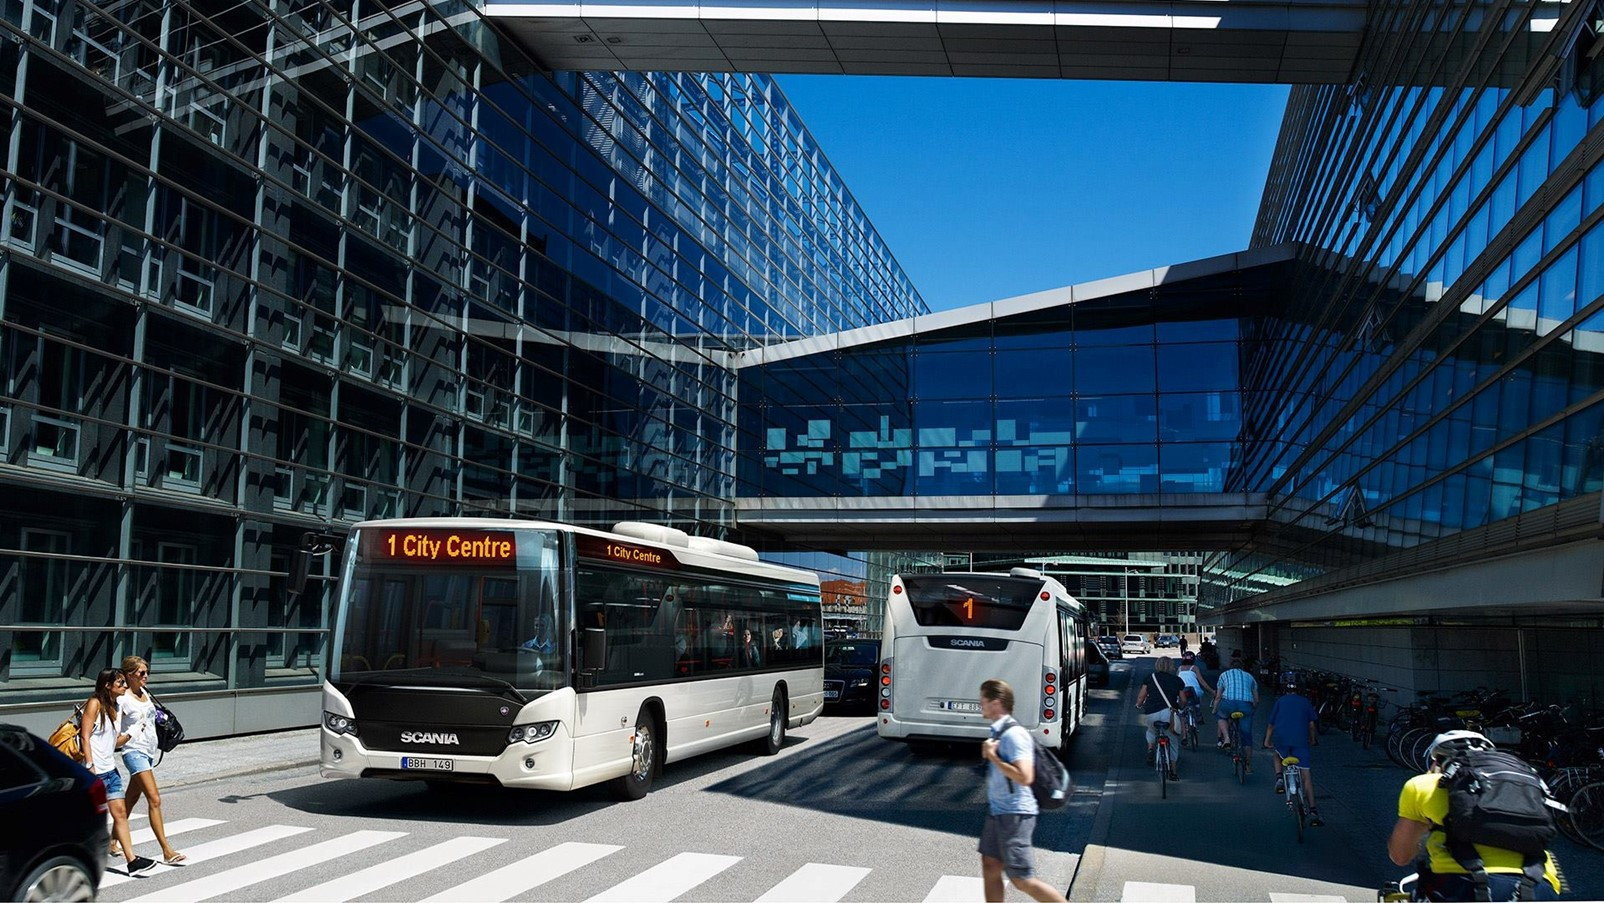 1 City Centre
1 City Centre
SCANIA
BBH 149
1
SCANIA